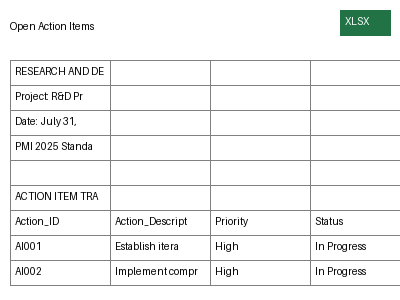 Open Action Items
XLSX
RESEARCH AND DE
Project: R&D Pr
Date: July 31,
PMI 2025 Standa
ACTION ITEM TRA
Action_ID Action_Descript Priority Status
AI001 Establish itera High In Progress
AI002 Implement compr High In Progress